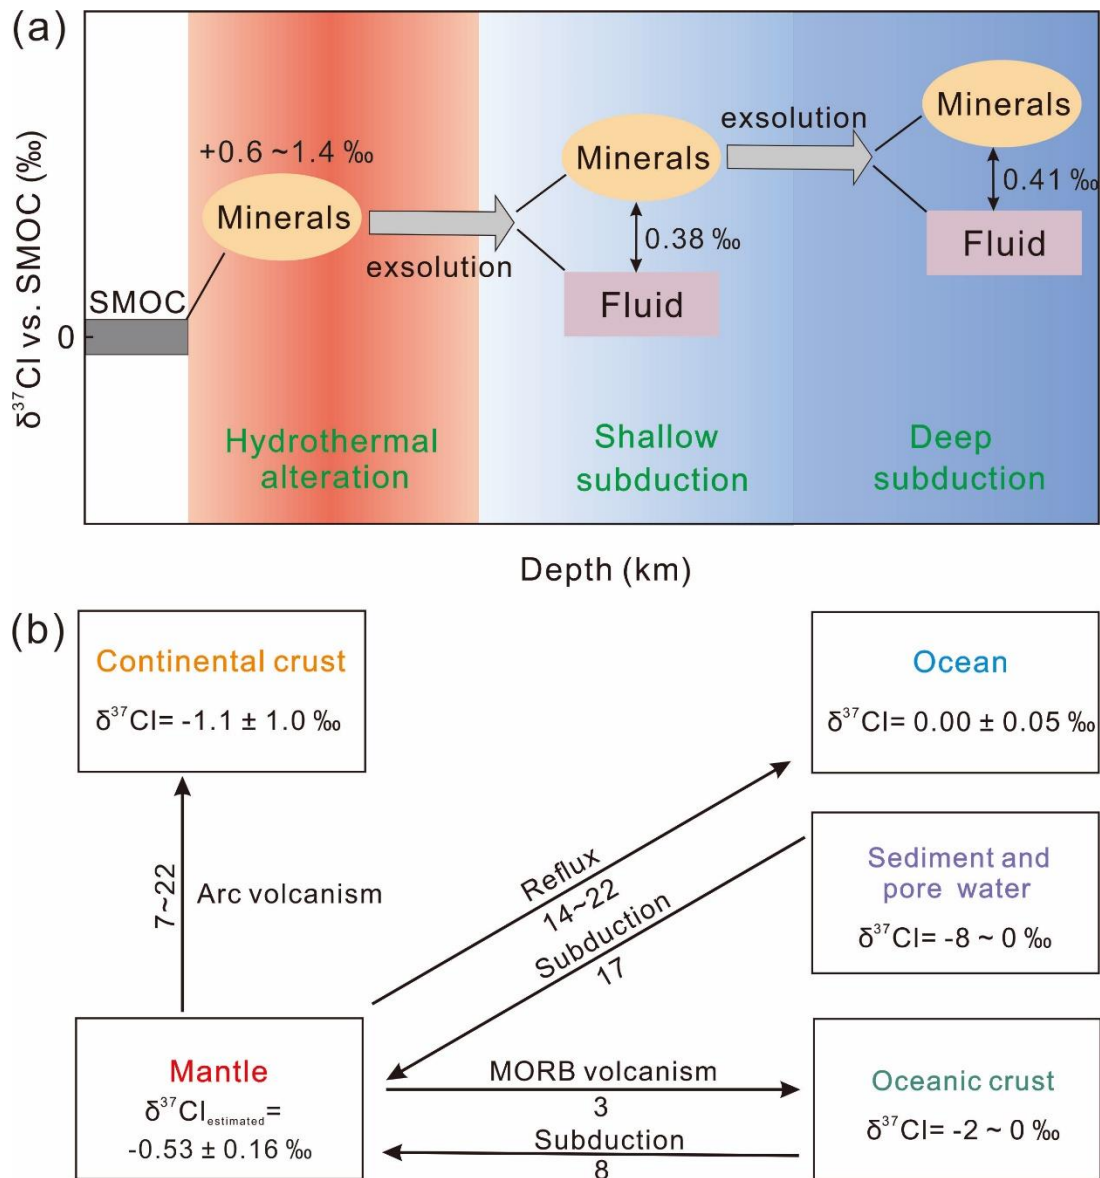 (a)
δ³⁷Cl vs. SMOC (‰)
0
SMOC
+0.6 ~1.4 ‰
Minerals
exsolution
Minerals
0.38 ‰
Fluid
exsolution
Minerals
0.41 ‰
Fluid
Hydrothermal
alteration
Shallow
subduction
Deep
subduction
Depth (km)
(b)
Continental crust
δ³⁷Cl= -1.1 ± 1.0 ‰
Ocean
δ³⁷Cl= 0.00 ± 0.05 ‰
7~22
Arc volcanism
Reflux
14~22
Subduction
17
Sediment and
pore water
δ³⁷Cl= -8 ~ 0 ‰
Mantle
δ³⁷Cl estimated=
-0.53 ± 0.16 ‰
MORB volcanism
3
Subduction
8
Oceanic crust
δ³⁷Cl= -2 ~ 0 ‰